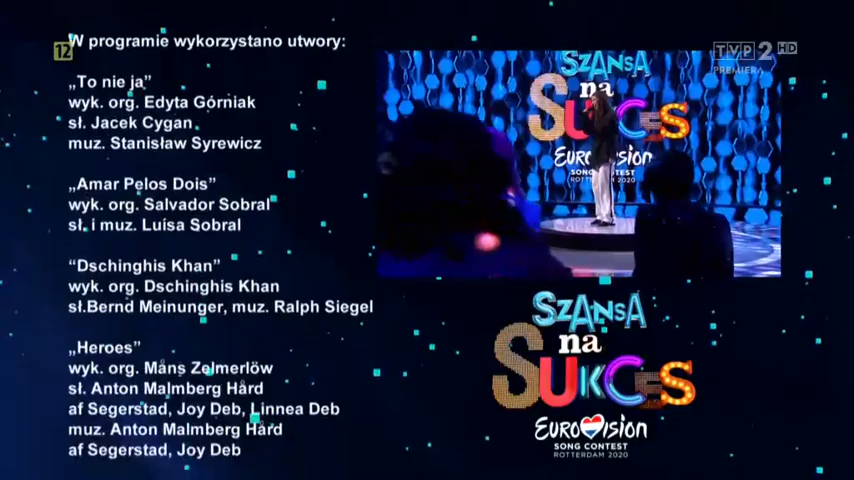 W programie wykorzystano utwory:
12
„To nie ja”
wyk. org. Edyta Górniak
sł. Jacek Cygan
muz. Stanisław Syrewicz
„Amar Pelos Dois”
wyk. org. Salvador Sobral
sł. i muz. Luísa Sobral
“Dschinghis Khan”
wyk. org. Dschinghis Khan
sł.Bernd Meinunger, muz. Ralph Siegel
„Heroes”
wyk. org. Måns Zelmerlöw
sł. Anton Malmberg Hård
af Segerstad, Joy Deb, Linnea Deb
muz. Anton Malmberg Hård
af Segerstad, Joy Deb
TVP2 HD
PREMIERA
SZANSA
na
SUKCES
EUROVISION
SONG CONTEST
ROTTERDAM 2020
SZANSA
na
SUKCES
EUROVISION
SONG CONTEST
ROTTERDAM 2020